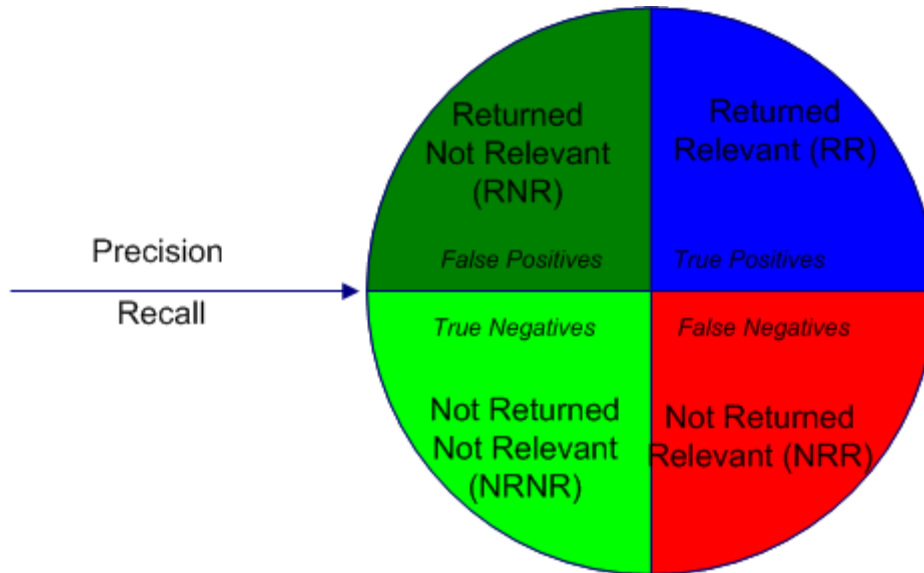 Precision
Recall
Returned
Not Relevant
(RNR)
False Positives
Returned
Relevant (RR)
True Positives
True Negatives
Not Returned
Not Relevant
(NRNR)
False Negatives
Not Returned
Relevant (NRR)